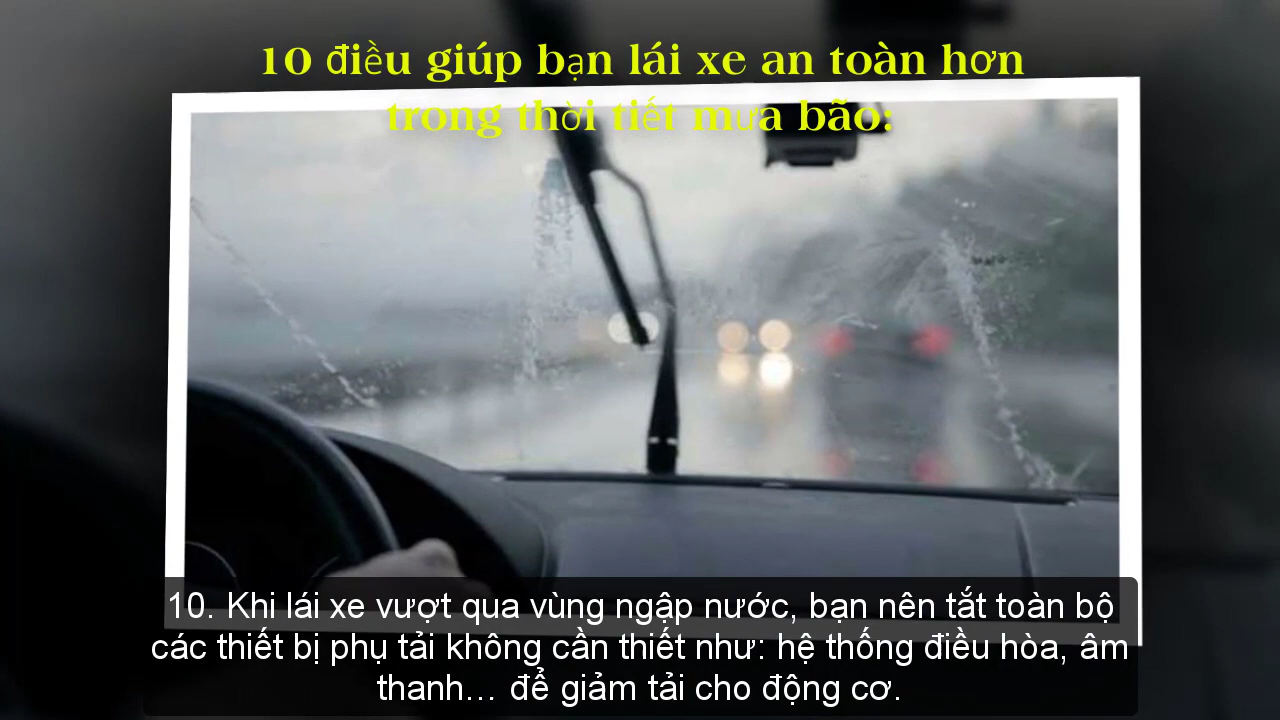 10 điều giúp bạn lái xe an toàn hơn
trong thời tiết mưa bão:
10. Khi lái xe vượt qua vùng ngập nước, bạn nên tắt toàn bộ
các thiết bị phụ tải không cần thiết như: hệ thống điều hòa, âm
thanh… để giảm tải cho động cơ.